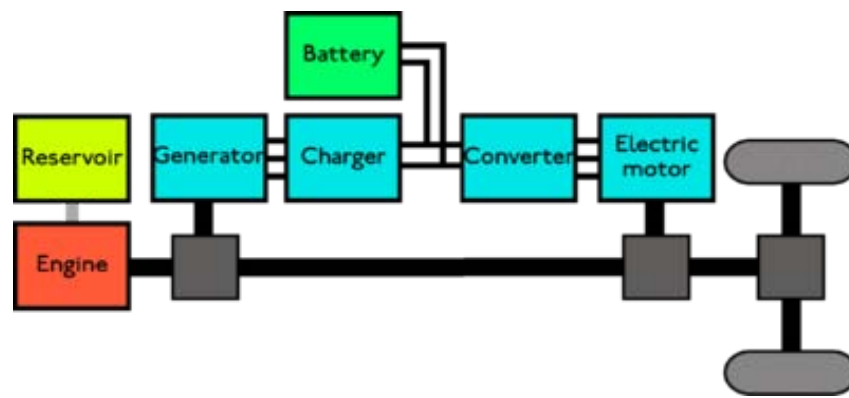 Battery
Reservoir
Generator
Charger
Converter
Electric
motor
Engine